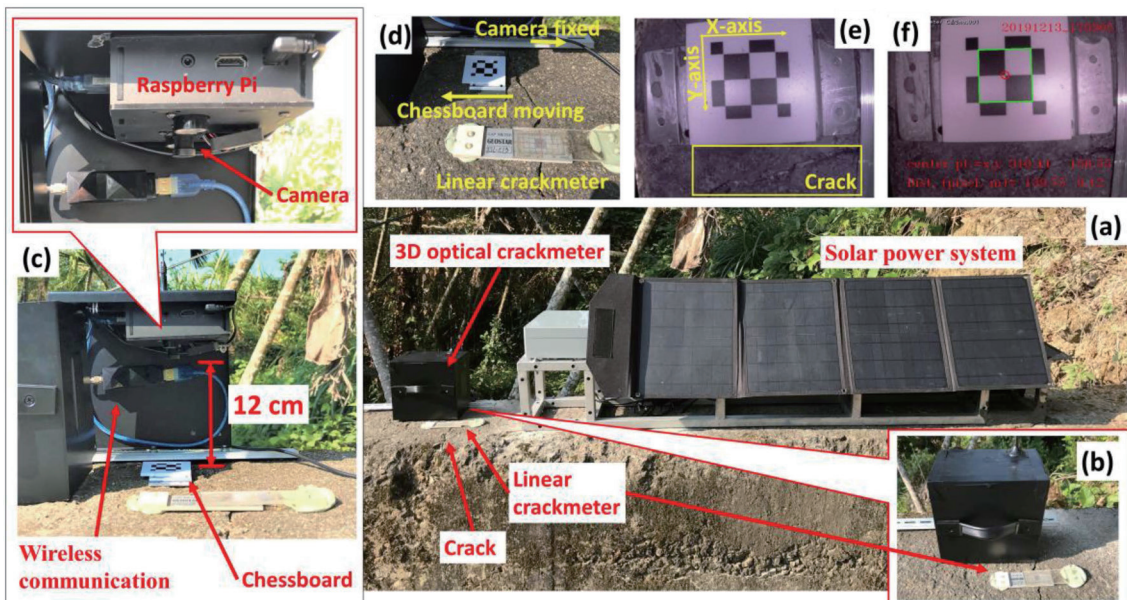 Raspberry Pi
Camera
(c)
12 cm
Wireless
communication
Chessboard
(d)
Camera fixed
Chessboard moving
GEOSTAR
Linear crackmeter
(e)
X-axis
Y-axis
Crack
(f)
(a)
3D optical crackmeter
Solar power system
Linear
crackmeter
Crack
(b)